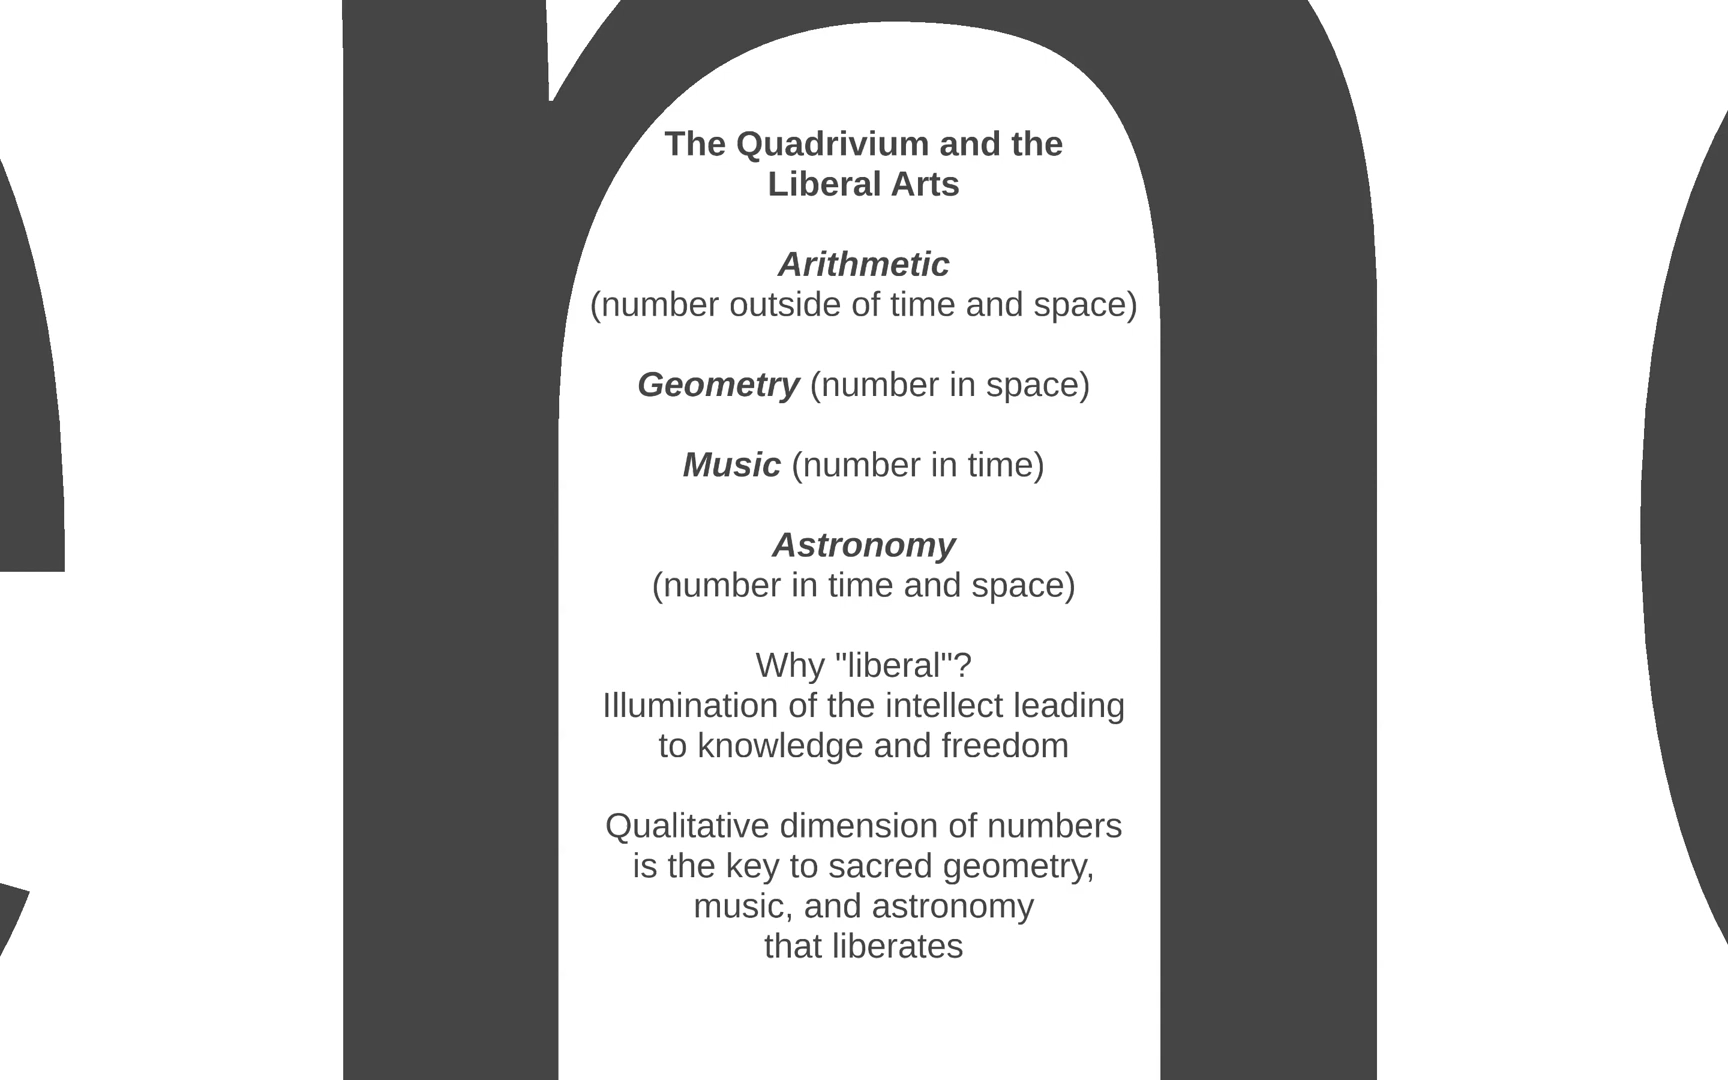 The Quadrivium and the
Liberal Arts
Arithmetic
(number outside of time and space)
Geometry (number in space)
Music (number in time)
Astronomy
(number in time and space)
Why "liberal"?
Illumination of the intellect leading
to knowledge and freedom
Qualitative dimension of numbers
is the key to sacred geometry,
music, and astronomy
that liberates